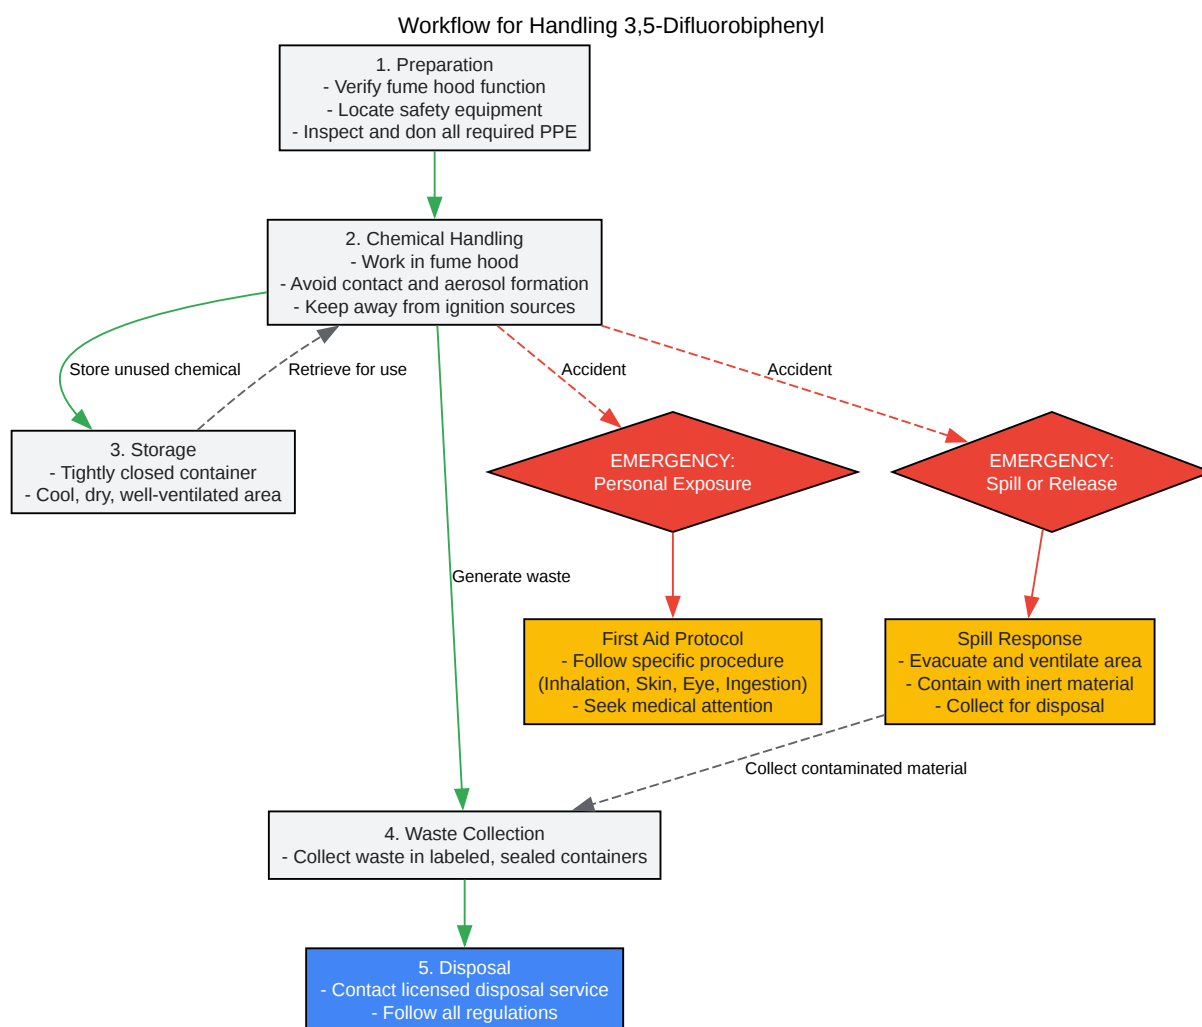 Workflow for Handling 3,5-Difluorobiphenyl
1. Preparation
- Verify fume hood function
- Locate safety equipment
- Inspect and don all required PPE
2. Chemical Handling
- Work in fume hood
- Avoid contact and aerosol formation
- Keep away from ignition sources
Store unused chemical
Retrieve for use
Accident
Accident
3. Storage
- Tightly closed container
- Cool, dry, well-ventilated area
EMERGENCY:
Personal Exposure
EMERGENCY:
Spill or Release
Generate waste
First Aid Protocol
- Follow specific procedure
(Inhalation, Skin, Eye, Ingestion)
- Seek medical attention
Spill Response
- Evacuate and ventilate area
- Contain with inert material
- Collect for disposal
Collect contaminated material
4. Waste Collection
- Collect waste in labeled, sealed containers
5. Disposal
- Contact licensed disposal service
- Follow all regulations